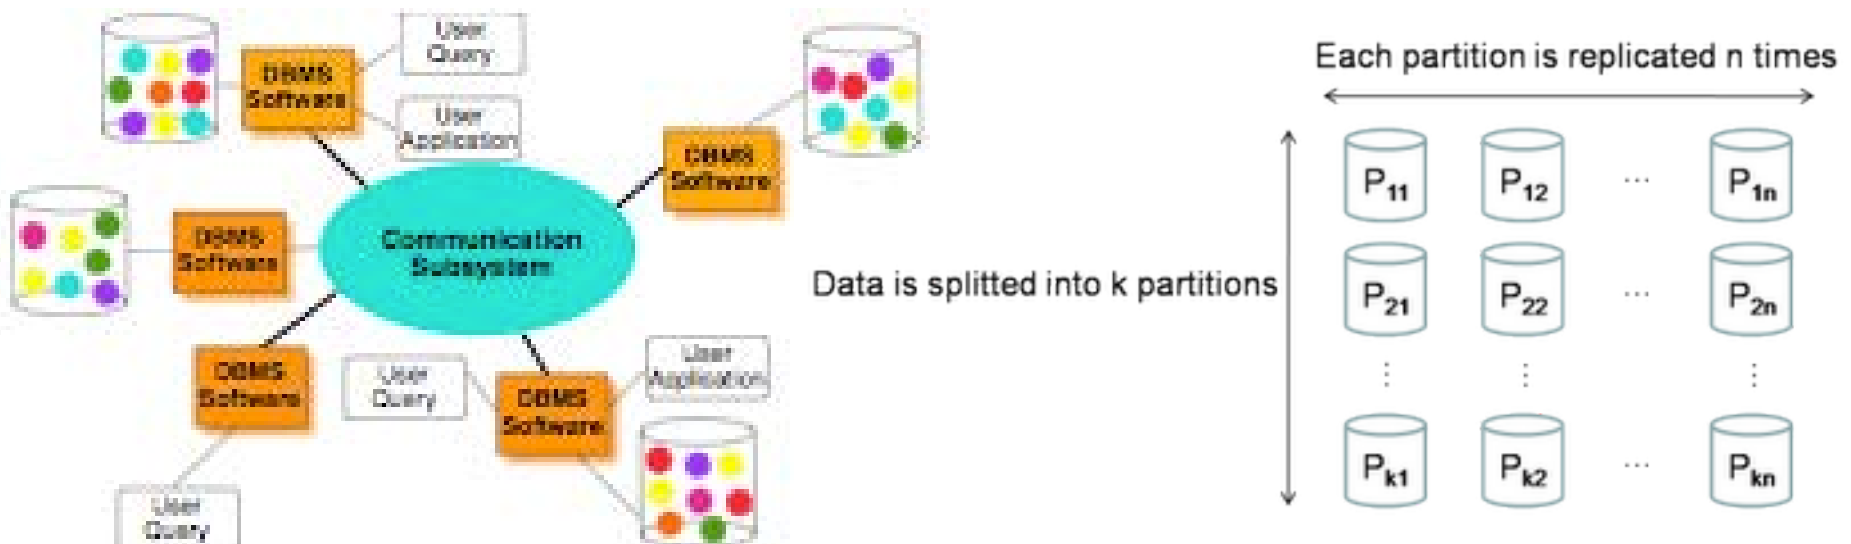 User
Query
DBMS
Software
User
Application
DBMS
Software
DBMS
Software
Communication
Subsystem
DBMS
Software
User
Query
DBMS
Software
User
Application
User
Query
Each partition is replicated n times
Data is splitted into k partitions
P11 P12 ... P1n
P21 P22 ... P2n
⋮ ⋮ ⋮
Pk1 Pk2 ... Pkn